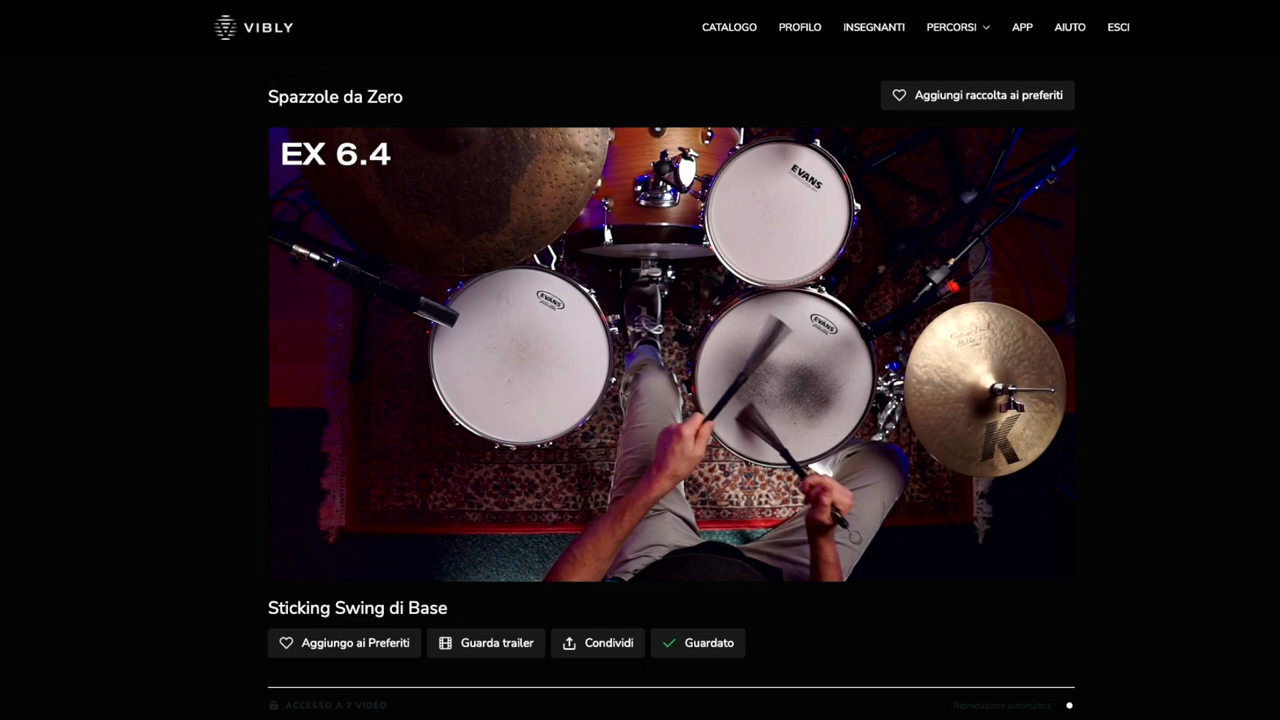 VIBLY
CATALOGO PROFILO INSEGNANTI PERCORSI APP AIUTO ESCI
Spazzole da Zero
Aggiungi raccolta ai preferiti
EX 6.4
EVANS
EVANS
EVANS
K
Sticking Swing di Base
Aggiungo ai Preferiti Guarda trailer Condividi Guardato
ACCESSO A 7 VIDEO
Riproduzione automatica